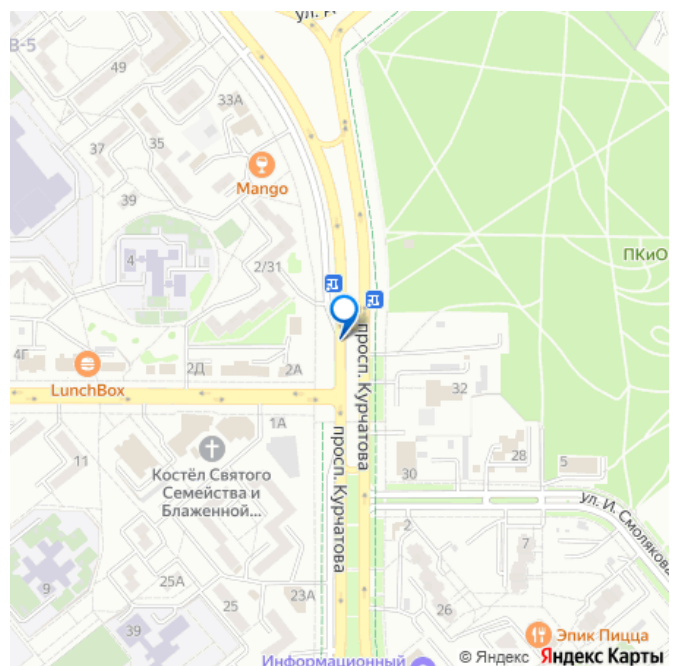 ул. К
В-5
49
33А
35
37
Mango
39
4
2/31
ПКиО
просп. Курчатова
4Г
2Д
2А
LunchBox
32
1А
11
Костёл Святого
Семейства и
Блаженной...
просп. Курчатова
28
5
30
ул. И. Смолякова
2
7
9
25А
25
23А
26
39
Эпик Пицца
Информационный
© Яндекс Яндекс Карты